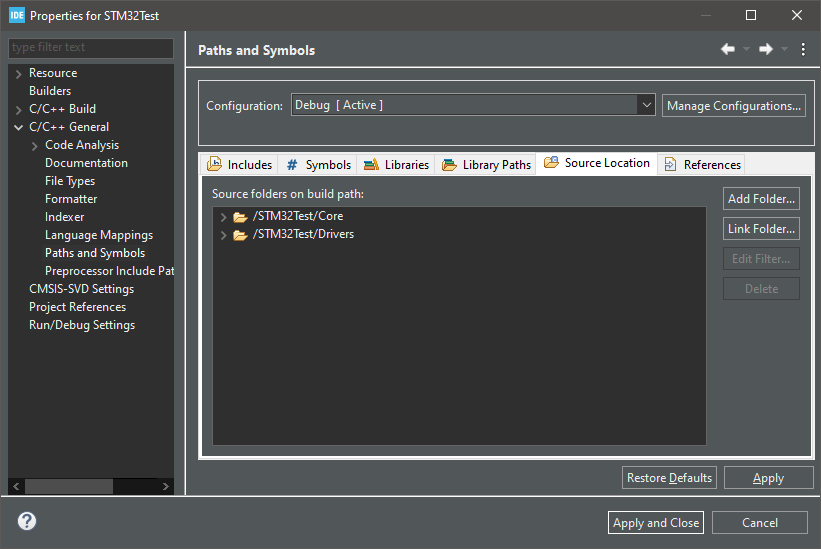 IDE Properties for STM32Test
type filter text
Resource
Builders
C/C++ Build
C/C++ General
Code Analysis
Documentation
File Types
Formatter
Indexer
Language Mappings
Paths and Symbols
Preprocessor Include Pat
CMSIS-SVD Settings
Project References
Run/Debug Settings
Paths and Symbols
Configuration: Debug [ Active ] Manage Configurations...
Includes # Symbols Libraries Library Paths Source Location References
Source folders on build path:
/STM32Test/Core
/STM32Test/Drivers
Add Folder...
Link Folder...
Edit Filter...
Delete
Restore Defaults Apply
? Apply and Close Cancel